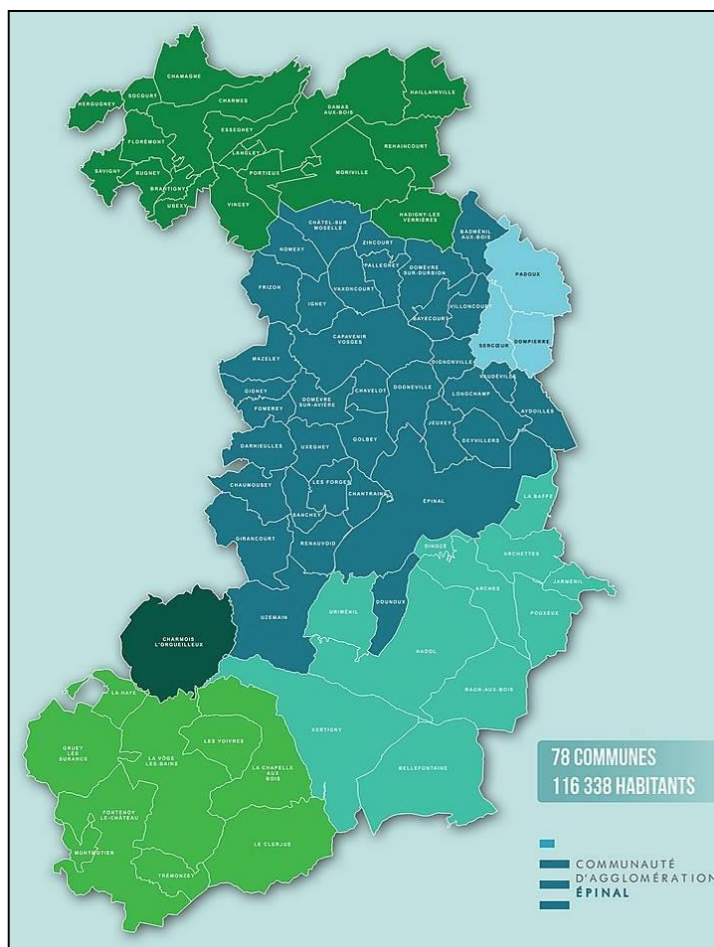 CHAMAGNE
SOCOURT
HERGUGNEY
CHARMES
HAILLAINVILLE
DAMAS
AUX-BOIS
ESSEGNEY
FLORÉMONT
LANGLEY
REHAINCOURT
SAVIGNY
RUGNEY
PORTIEUX
MORIVILLE
BRANTIGNY
UBEXY
VINCEY
HADIGNY-LES
VERRIÈRES
CHÂTEL-SUR
MOSELLE
BADMÉNIL
AUX-BOIS
NOMEXY
ZINCOURT
PALLEGNEY
DOMÈVRE
SUR-DURBION
PADOUX
FRIZON
IGNEY
VAXONCOURT
VILLONCOURT
BAYECOURT
CAPAVENIR
VOSGES
SERCŒUR
DOMPIERRE
MAZELEY
DIGNONVILLE
VAUDÉVILLE
GIGNEY
DOMÈVRE
SUR-AVIÈRE
CHAVELOT
DOGNEVILLE
LONGCHAMP
FOMEREY
AYDOILLES
JEUXEY
DEYVILLERS
DARNIEULLES
UXEGNEY
GOLBEY
CHAUMOUSEY
LES FORGES
CHANTRAINE
ÉPINAL
LA BAFFE
SANCHEY
GIRANCOURT
RENAUVOID
DINOZÉ
ARCHETTES
JARMÉNIL
ARCHES
POUXEUX
URIMÉNIL
DOUNOUX
UZEMAIN
CHARMOIS
L'ORGUEILLEUX
HADOL
RAON-AUX-BOIS
LA HAYE
XERTIGNY
GRUEY
LÈS
SURANCE
LES VOIVRES
LA VÔGE
LES-BAINS
LA CHAPELLE
AUX
BOIS
BELLEFONTAINE
78 COMMUNES
116 338 HABITANTS
FONTENOY
LE-CHÂTEAU
LE CLERJUS
MONTMOTIER
TRÉMONZEY
COMMUNAUTÉ
D'AGGLOMÉRATION
ÉPINAL